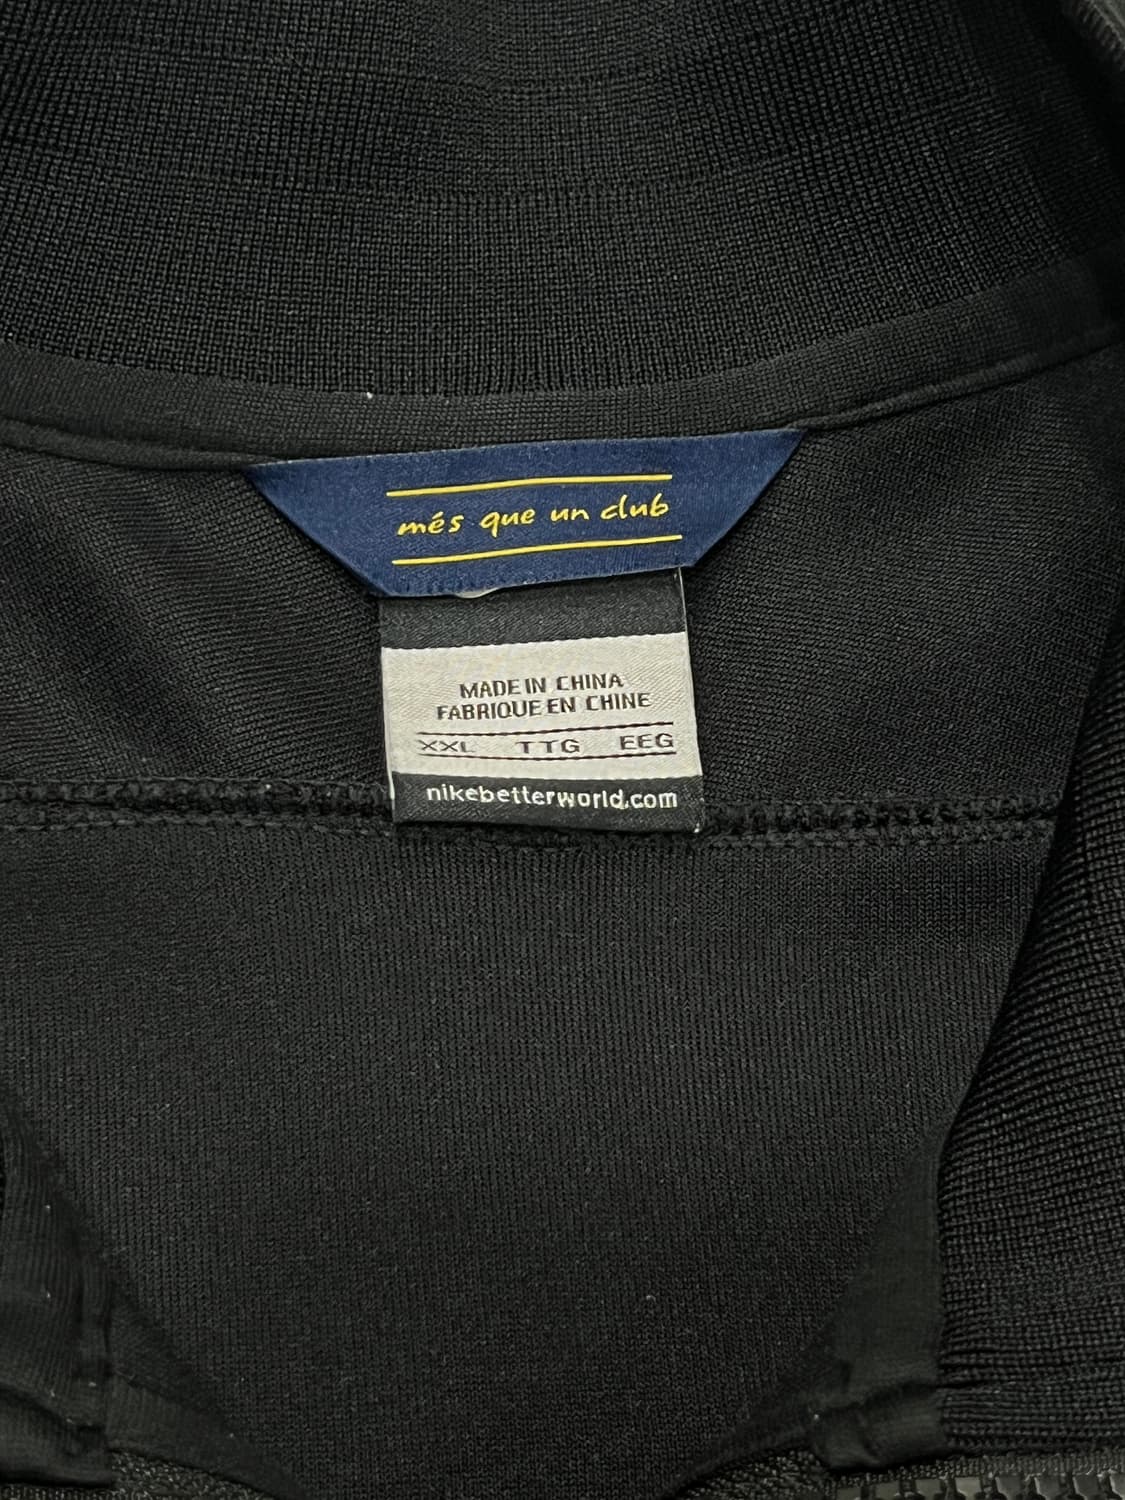 més que un club
MADE IN CHINA
FABRIQUE EN CHINE
XXL TTG EEG
nikebetterworld.com